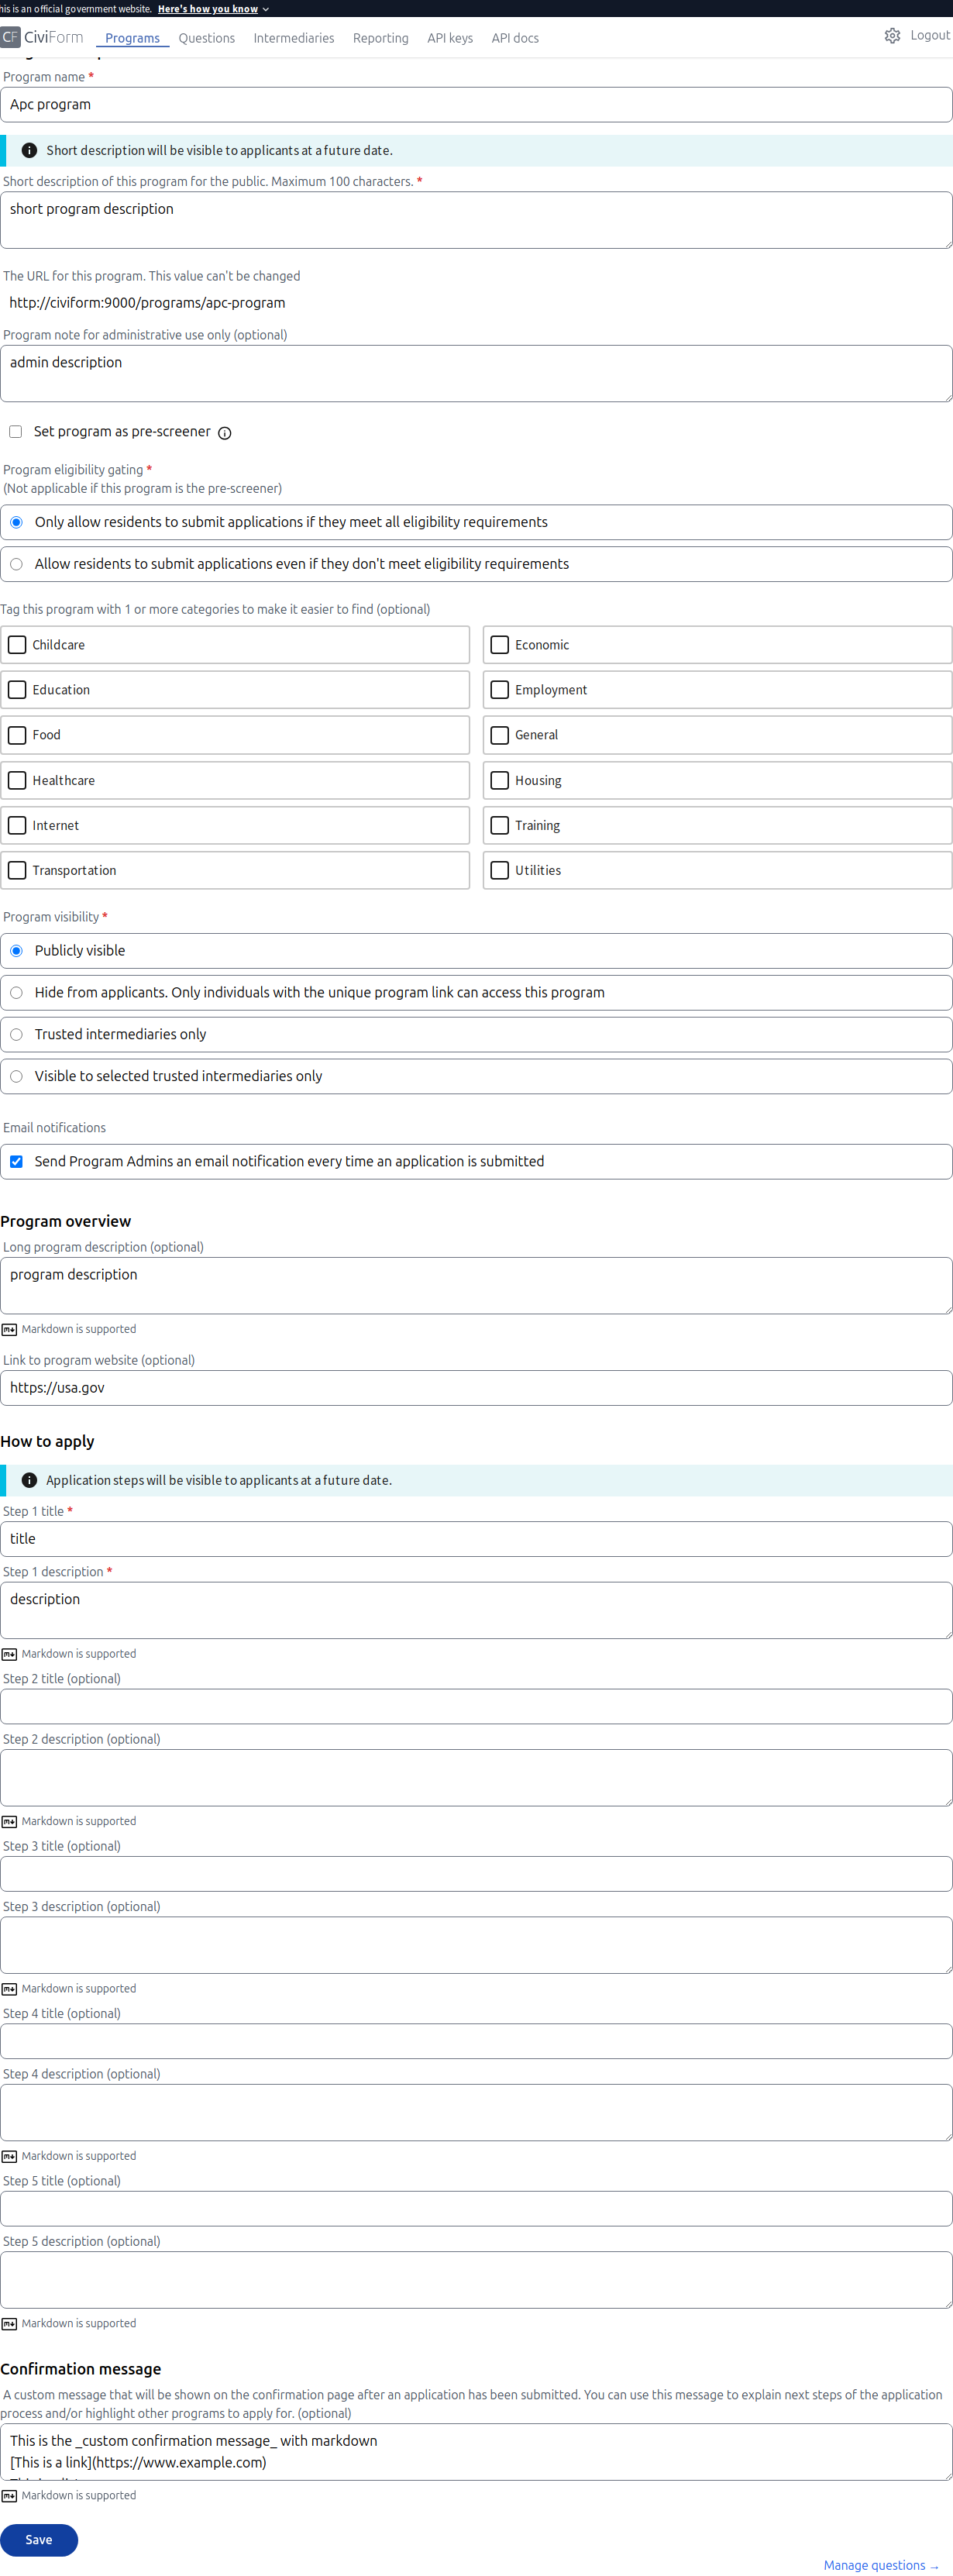 his is an official government website. Here's how you know
CF CiviForm Programs Questions Intermediaries Reporting API keys API docs Logout
Program name *
Apc program
Short description will be visible to applicants at a future date.
Short description of this program for the public. Maximum 100 characters. *
short program description
The URL for this program. This value can't be changed
http://civiform:9000/programs/apc-program
Program note for administrative use only (optional)
admin description
Set program as pre-screener
Program eligibility gating *
(Not applicable if this program is the pre-screener)
Only allow residents to submit applications if they meet all eligibility requirements
Allow residents to submit applications even if they don't meet eligibility requirements
Tag this program with 1 or more categories to make it easier to find (optional)
Childcare Economic
Education Employment
Food General
Healthcare Housing
Internet Training
Transportation Utilities
Program visibility *
Publicly visible
Hide from applicants. Only individuals with the unique program link can access this program
Trusted intermediaries only
Visible to selected trusted intermediaries only
Email notifications
Send Program Admins an email notification every time an application is submitted
Program overview
Long program description (optional)
program description
Markdown is supported
Link to program website (optional)
https://usa.gov
How to apply
Application steps will be visible to applicants at a future date.
Step 1 title *
title
Step 1 description *
description
Markdown is supported
Step 2 title (optional)
Step 2 description (optional)
Markdown is supported
Step 3 title (optional)
Step 3 description (optional)
Markdown is supported
Step 4 title (optional)
Step 4 description (optional)
Markdown is supported
Step 5 title (optional)
Step 5 description (optional)
Markdown is supported
Confirmation message
A custom message that will be shown on the confirmation page after an application has been submitted. You can use this message to explain next steps of the application
process and/or highlight other programs to apply for. (optional)
This is the _custom confirmation message_ with markdown
[This is a link](https://www.example.com)
Markdown is supported
Save
Manage questions →